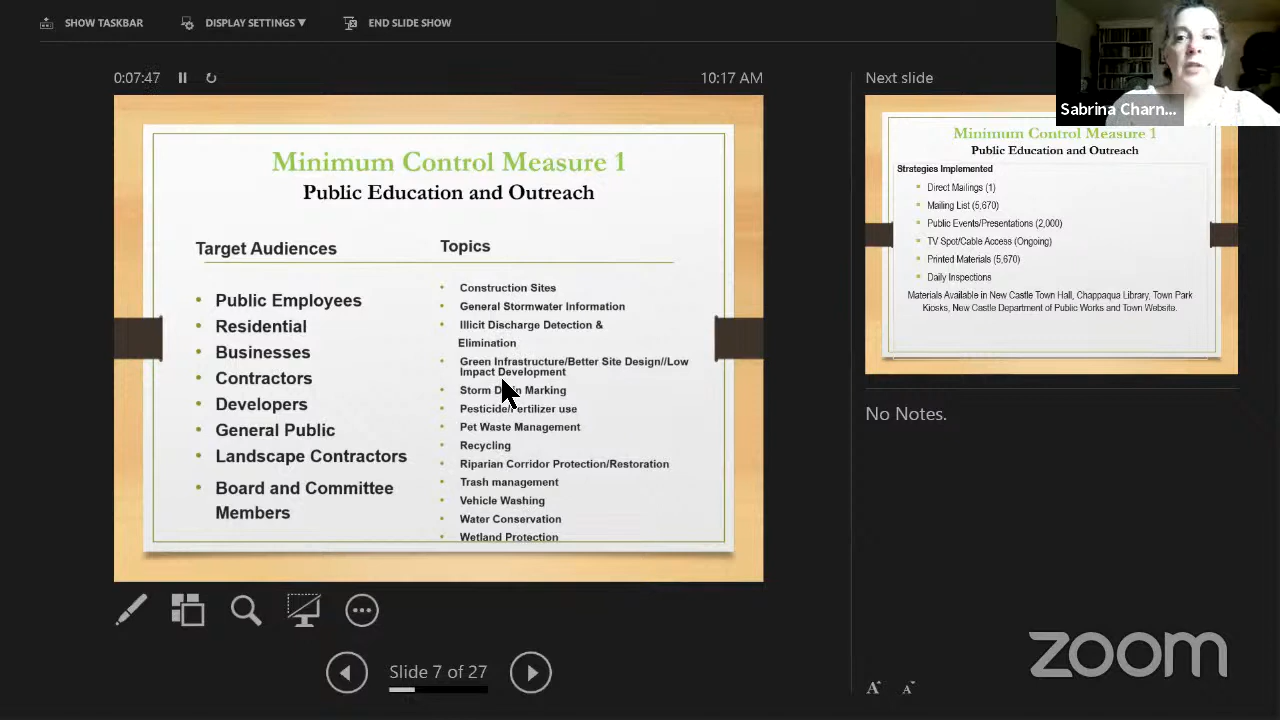 SHOW TASKBAR
DISPLAY SETTINGS ▼
END SLIDE SHOW
0:07:47
10:17 AM
Minimum Control Measure 1
Public Education and Outreach
Target Audiences
• Public Employees
• Residential
• Businesses
• Contractors
• Developers
• General Public
• Landscape Contractors
• Board and Committee
Members
Topics
• Construction Sites
• General Stormwater Information
• Illicit Discharge Detection &
Elimination
• Green Infrastructure/Better Site Design//Low
Impact Development
• Storm Drain Marking
• Pesticide/Fertilizer use
• Pet Waste Management
• Recycling
• Riparian Corridor Protection/Restoration
• Trash management
• Vehicle Washing
• Water Conservation
• Wetland Protection
Slide 7 of 27
Next slide
Sabrina Charn...
Minimum Control Measure 1
Public Education and Outreach
Strategies Implemented
Direct Mailings (1)
Mailing List (5,670)
Public Events/Presentations (2,000)
TV Spot/Cable Access (Ongoing)
Printed Materials (5,670)
Daily Inspections
Materials Available in New Castle Town Hall, Chappaqua Library, Town Park
Kiosks, New Castle Department of Public Works and Town Website.
No Notes.
A A
zoom